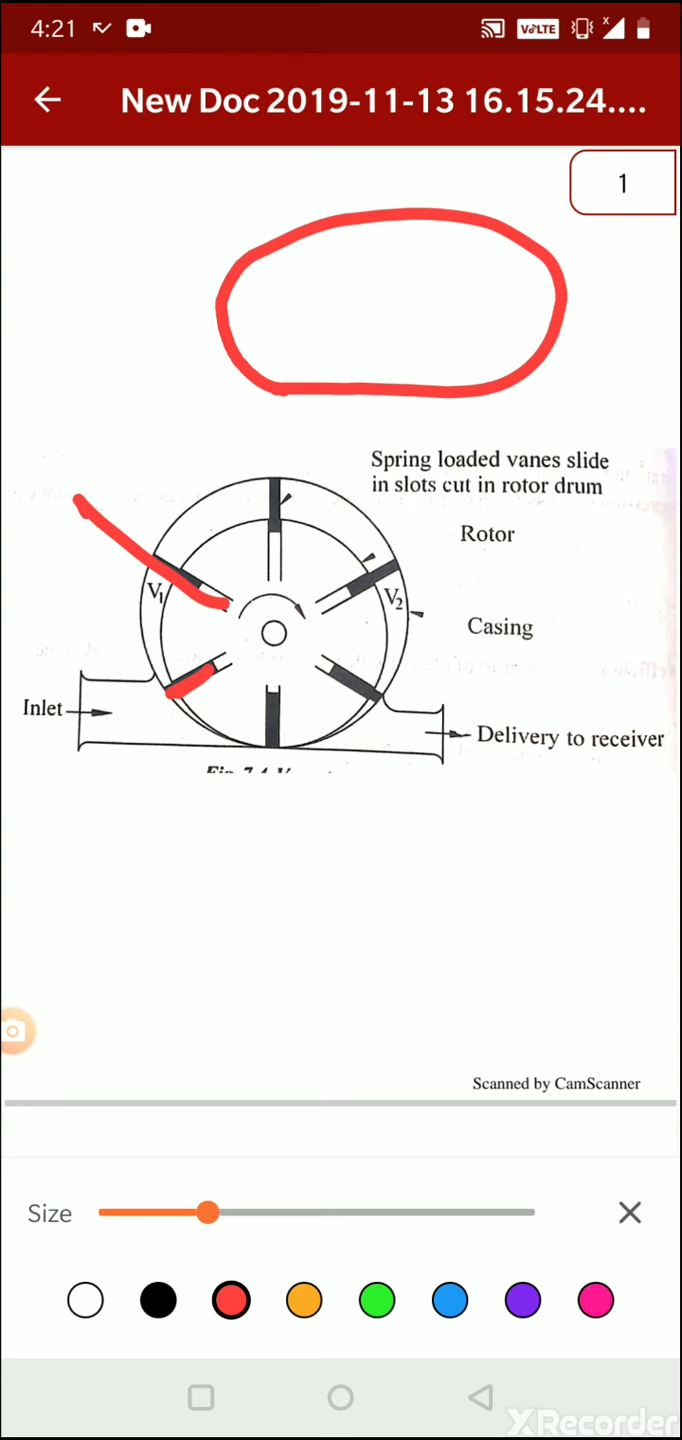 4:21
VoLTE
New Doc 2019-11-13 16.15.24....
1
Spring loaded vanes slide
in slots cut in rotor drum
Rotor
V1
V2
Casing
Inlet
Delivery to receiver
Scanned by CamScanner
Size
XRecorder